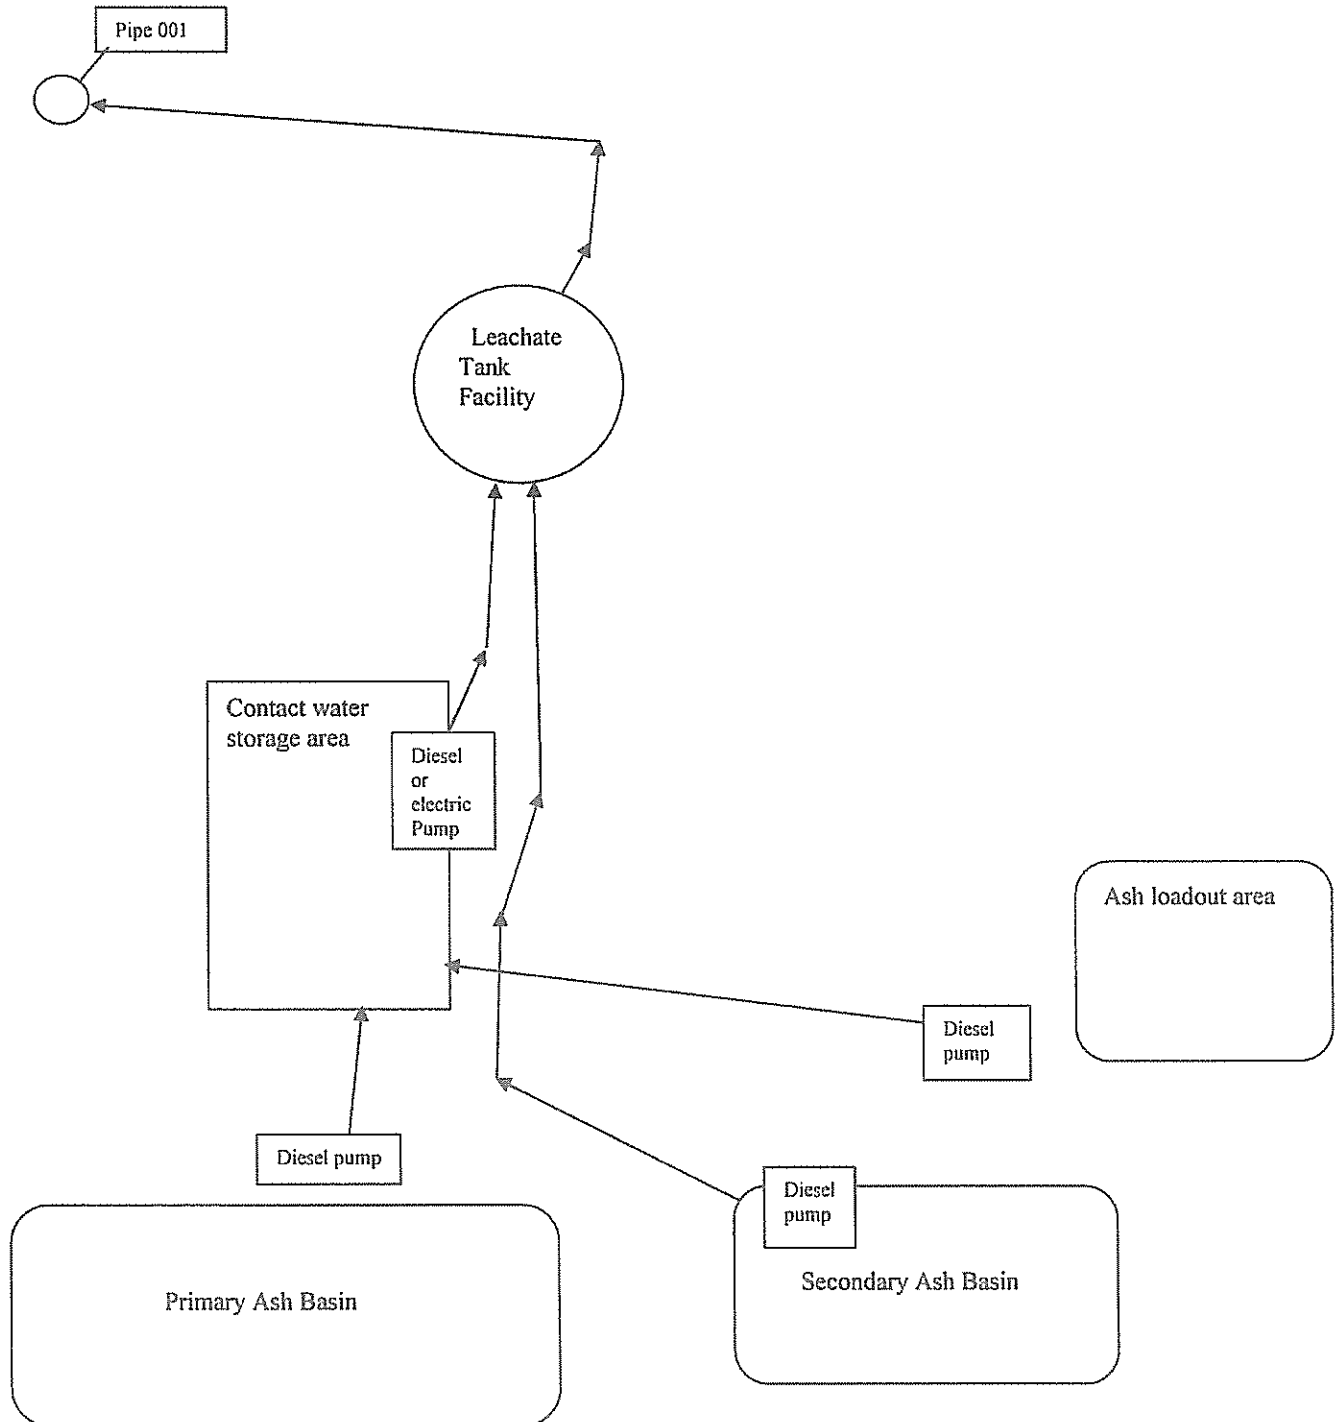 Pipe 001
Leachate
Tank
Facility
Contact water
storage area
Diesel
or
electric
Pump
Ash loadout area
Diesel
pump
Diesel pump
Diesel
pump
Primary Ash Basin
Secondary Ash Basin